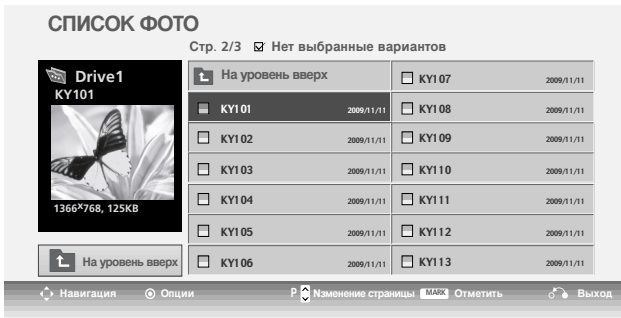 СПИСОК ФОТО
Стр. 2/3 Нет выбранные вариантов
Drive1
KY101
1366x768, 125KB
На уровень вверх
На уровень вверх
KY101 2009/11/11
KY102 2009/11/11
KY103 2009/11/11
KY104 2009/11/11
KY105 2009/11/11
KY106 2009/11/11
KY107 2009/11/11
KY108 2009/11/11
KY109 2009/11/11
KY110 2009/11/11
KY111 2009/11/11
KY112 2009/11/11
KY113 2009/11/11
Навигация Опции P Nзменение страницы MARK Отметить Выход